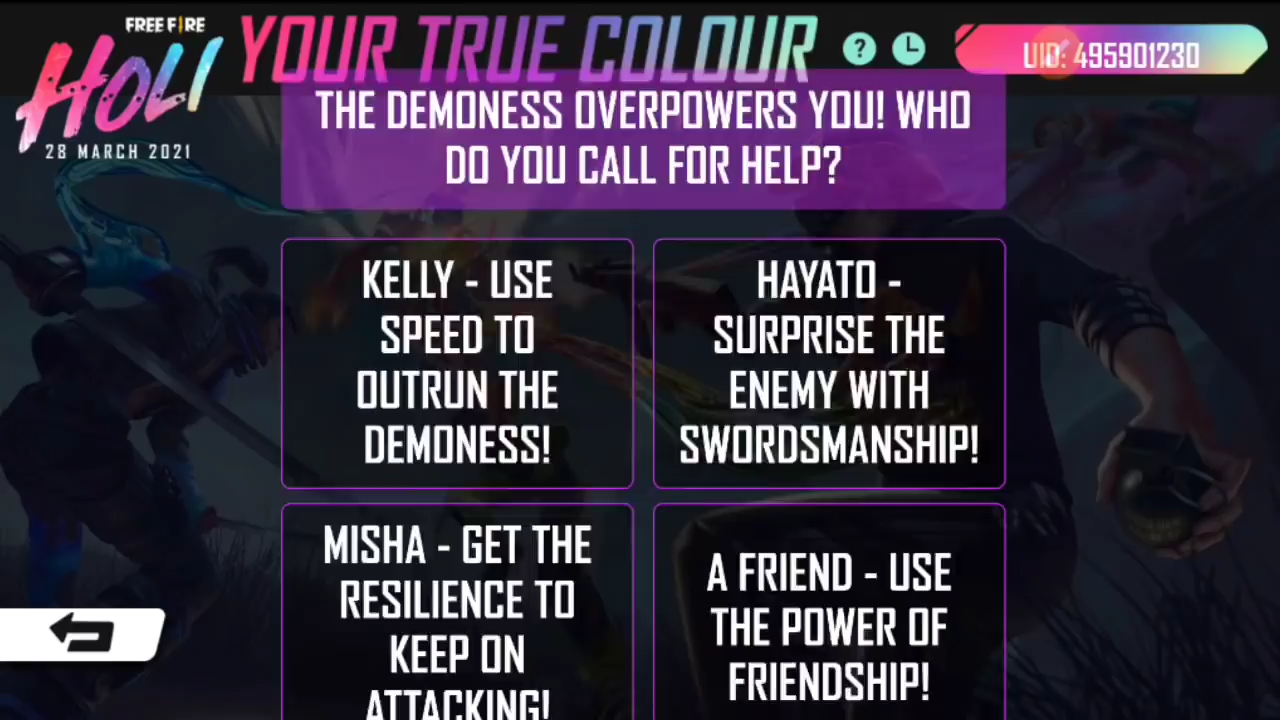 FREE FIRE
HOLI
28 MARCH 2021
YOUR TRUE COLOUR
?
UID: 495901230
THE DEMONESS OVERPOWERS YOU! WHO
DO YOU CALL FOR HELP?
KELLY - USE
SPEED TO
OUTRUN THE
DEMONESS!
HAYATO -
SURPRISE THE
ENEMY WITH
SWORDSMANSHIP!
MISHA - GET THE
RESILIENCE TO
KEEP ON
ATTACKING!
A FRIEND - USE
THE POWER OF
FRIENDSHIP!